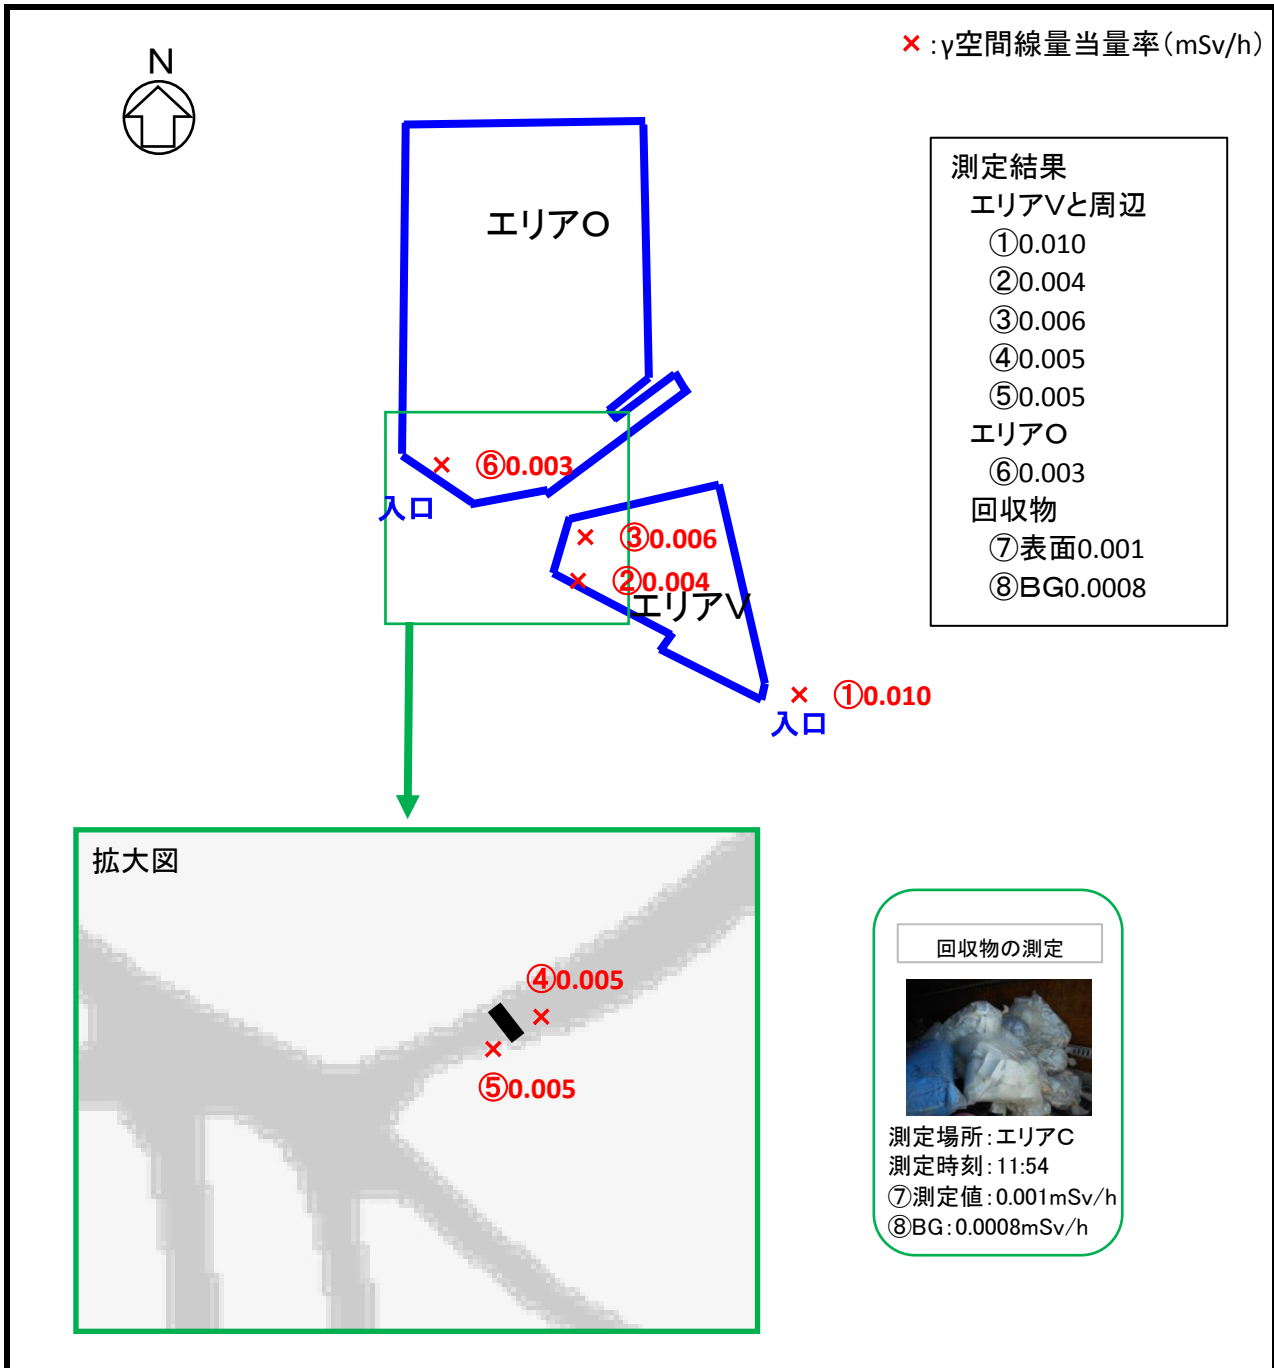 ×:γ空間線量当量率(mSv/h)
N
測定結果
エリアVと周辺
①0.010
②0.004
③0.006
④0.005
⑤0.005
エリアO
⑥0.003
回収物
⑦表面0.001
⑧BG0.0008
エリアO
⑥0.003
入口
③0.006
②0.004
エリアV
①0.010
入口
拡大図
④0.005
⑤0.005
回収物の測定
測定場所:エリアC
測定時刻:11:54
⑦測定値:0.001mSv/h
⑧BG:0.0008mSv/h